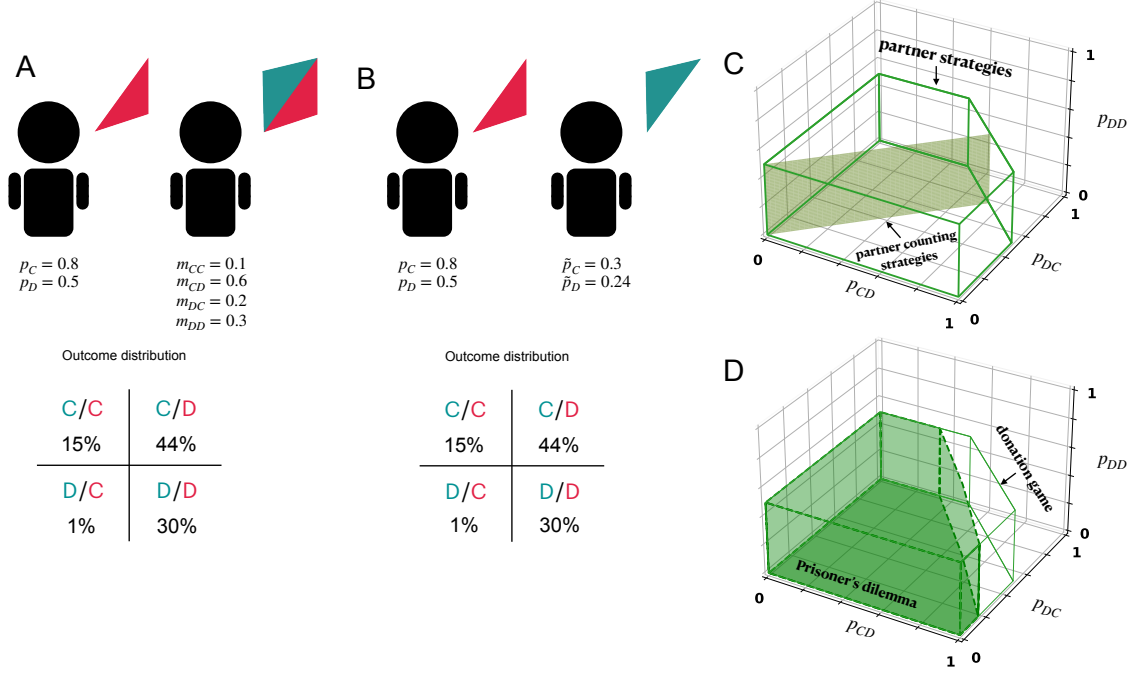 A
p_C = 0.8
p_D = 0.5
m_CC = 0.1
m_CD = 0.6
m_DC = 0.2
m_DD = 0.3
Outcome distribution
C/C C/D
15% 44%
D/C D/D
1% 30%
B
p_C = 0.8
p_D = 0.5
p̃_C = 0.3
p̃_D = 0.24
Outcome distribution
C/C C/D
15% 44%
D/C D/D
1% 30%
C
partner strategies
partner counting
strategies
1
p_DD
0
1
p_DC
0
p_CD
1 0
D
donation game
Prisoner's dilemma
1
p_DD
0
1
p_DC
0
p_CD
1 0